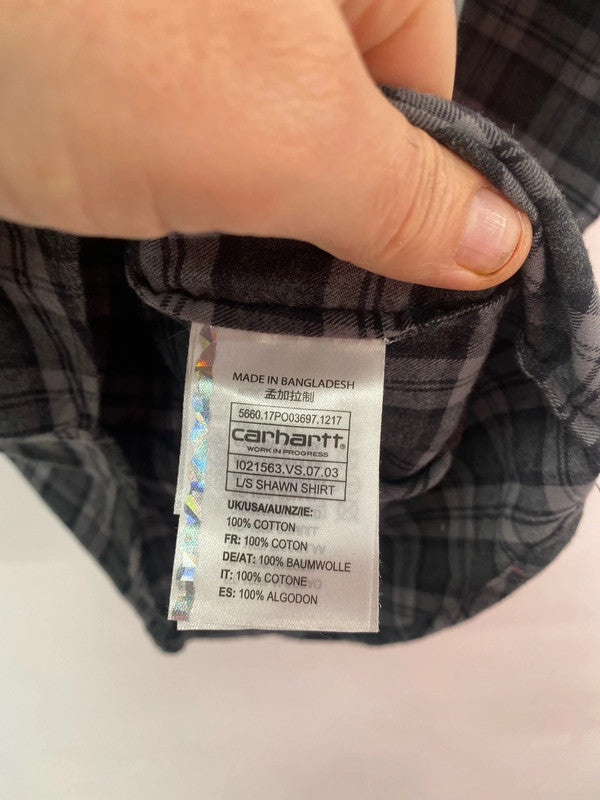 MADE IN BANGLADESH
孟加拉制
5660.17PO03697.1217
carhartt®
WORK IN PROGRESS
I021563.VS.07.03
L/S SHAWN SHIRT
UK/USA/AU/NZ/IE:
100% COTTON
FR: 100% COTON
DE/AT: 100% BAUMWOLLE
IT: 100% COTONE
ES: 100% ALGODON